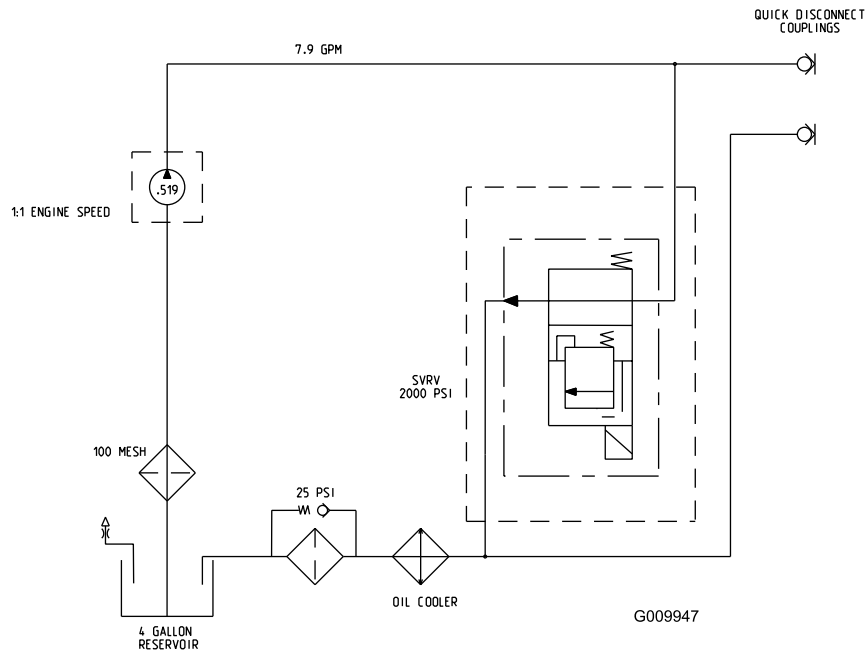 QUICK DISCONNECT
COUPLINGS
7.9 GPM
.519
1:1 ENGINE SPEED
SVRV
2000 PSI
100 MESH
25 PSI
OIL COOLER
4 GALLON
RESERVOIR
G009947